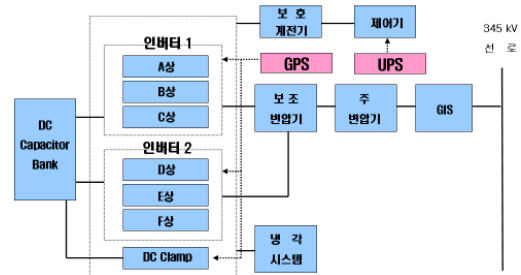 보 호
계전기
제어기
345 kV
선 로
인버터 1
A상
B상
C상
GPS
UPS
DC
Capacitor
Bank
보 조
변압기
주
변압기
GIS
인버터 2
D상
E상
F상
DC Clamp
냉 각
시스템